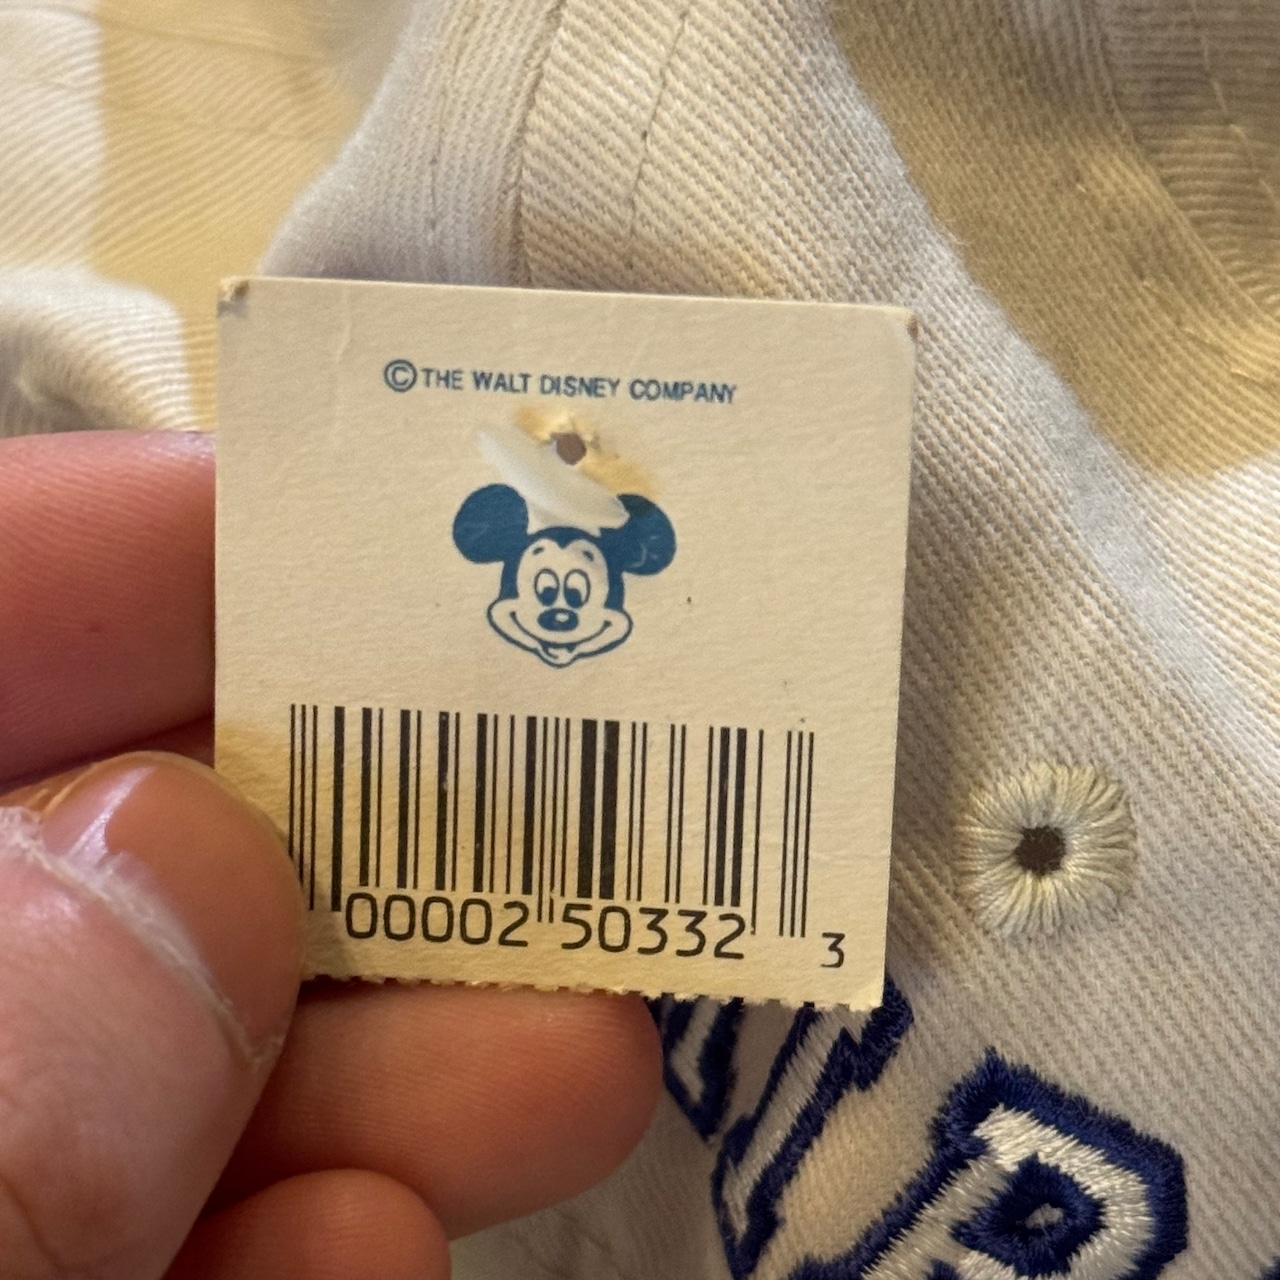 © THE WALT DISNEY COMPANY
00002 50332 3
R